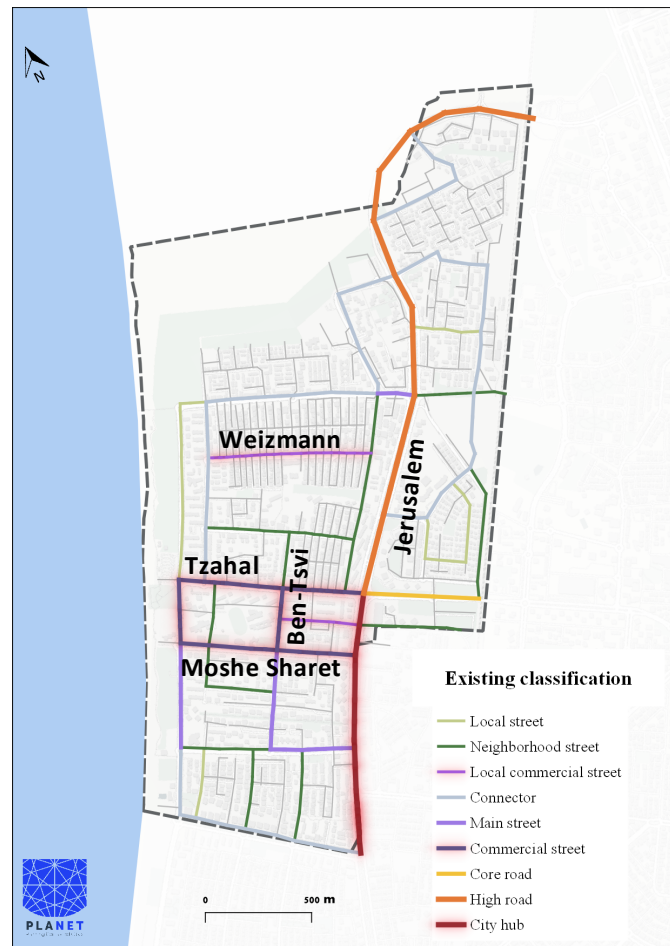 N
Weizmann
Jerusalem
Tzahal
Ben-Tsvi
Moshe Sharet
Existing classification
Local street
Neighborhood street
Local commercial street
Connector
Main street
Commercial street
Core road
High road
City hub
0 500 m
PLANET